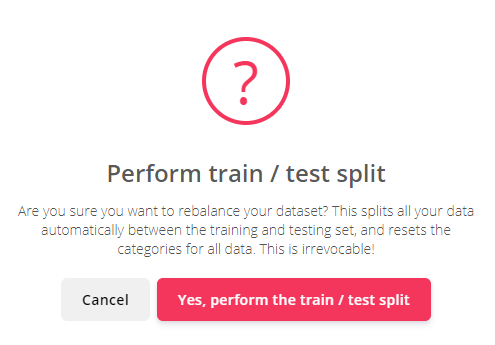 ?
Perform train / test split
Are you sure you want to rebalance your dataset? This splits all your data
automatically between the training and testing set, and resets the
categories for all data. This is irrevocable!
Cancel
Yes, perform the train / test split